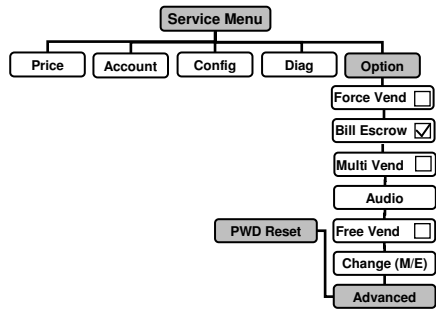 Service Menu
Price Account Config Diag Option
Force Vend
Bill Escrow
Multi Vend
Audio
PWD Reset Free Vend
Change (M/E)
Advanced